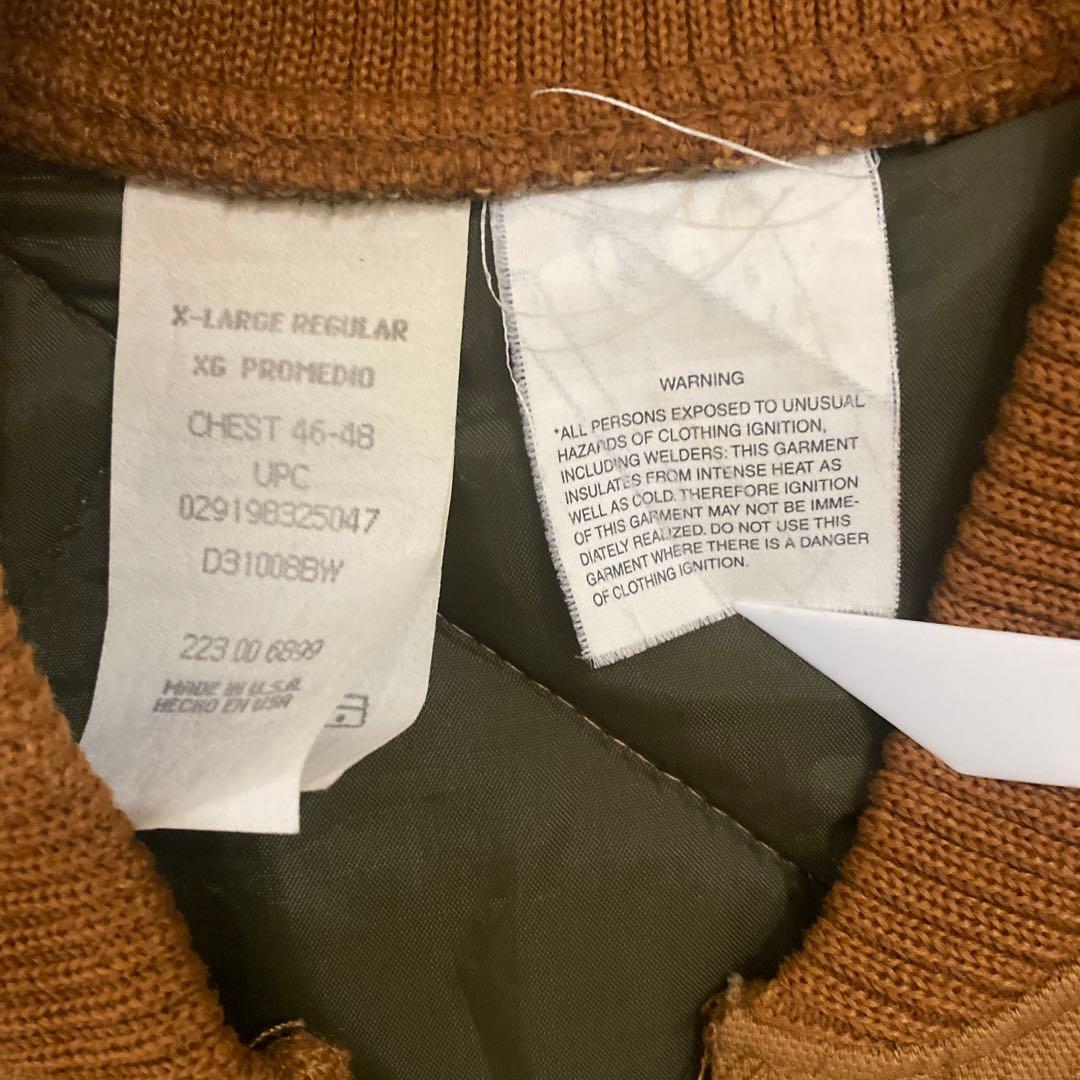 X-LARGE REGULAR
XG PROMEDIO
CHEST 46-48
UPC
029198325047
D31008BW
223 00 6899
MADE IN U.S.A.
HECHO EN USA
WARNING
*ALL PERSONS EXPOSED TO UNUSUAL
HAZARDS OF CLOTHING IGNITION,
INCLUDING WELDERS: THIS GARMENT
INSULATES FROM INTENSE HEAT AS
WELL AS COLD. THEREFORE IGNITION
OF THIS GARMENT MAY NOT BE IMME-
DIATELY REALIZED. DO NOT USE THIS
GARMENT WHERE THERE IS A DANGER
OF CLOTHING IGNITION.